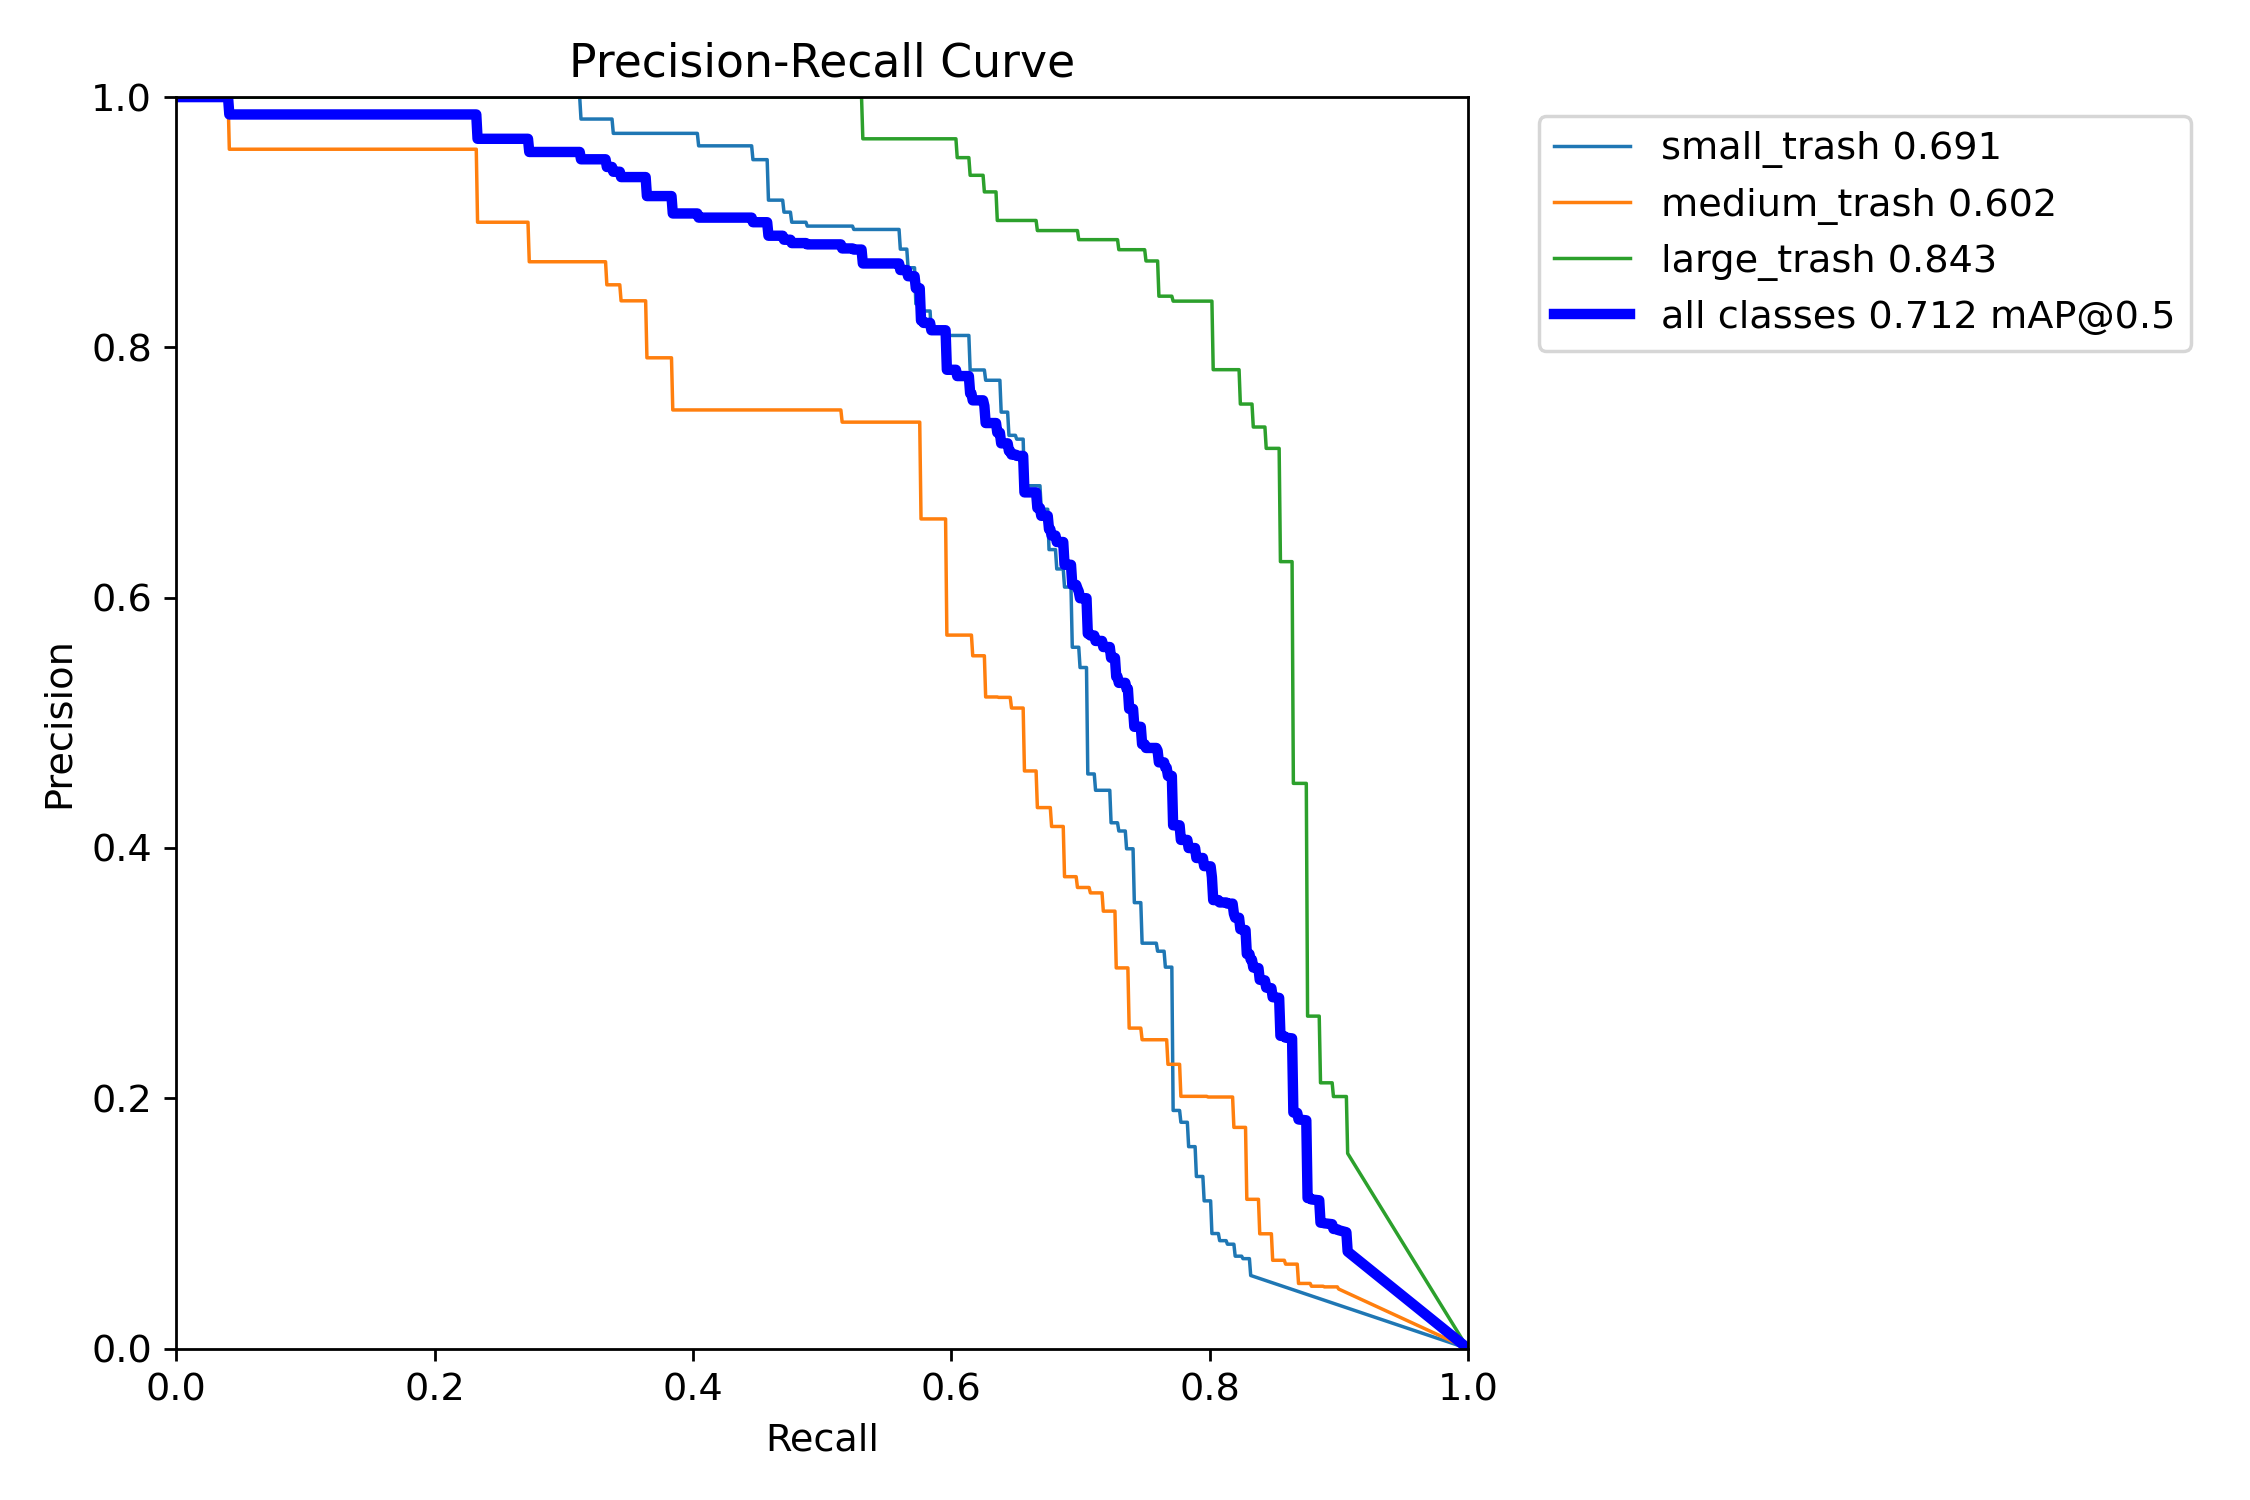 Precision-Recall Curve
small_trash 0.691
medium_trash 0.602
large_trash 0.843
all classes 0.712 mAP@0.5
1.0
0.8
0.6
0.4
0.2
0.0
Precision
0.0 0.2 0.4 0.6 0.8 1.0
Recall